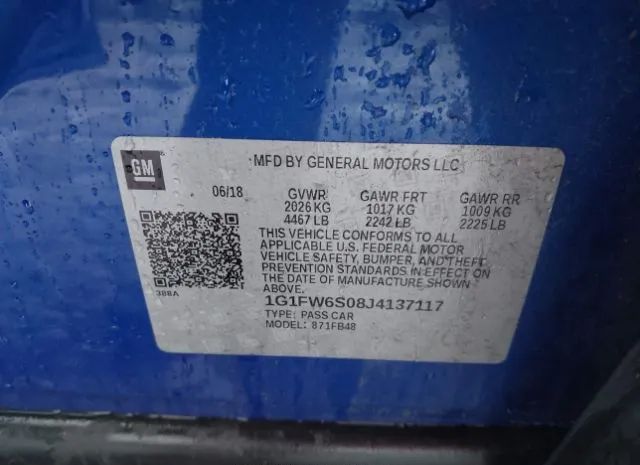 GM
MFD BY GENERAL MOTORS LLC
06/18 GVWR GAWR FRT GAWR RR
2026 KG 1017 KG 1009 KG
4467 LB 2242 LB 2225 LB
THIS VEHICLE CONFORMS TO ALL
APPLICABLE U.S. FEDERAL MOTOR
VEHICLE SAFETY, BUMPER, AND THEFT
PREVENTION STANDARDS IN EFFECT ON THE
DATE OF MANUFACTURE SHOWN
ABOVE.
388A
1G1FW6S08J4137117
TYPE: PASS CAR
MODEL: 871FB48